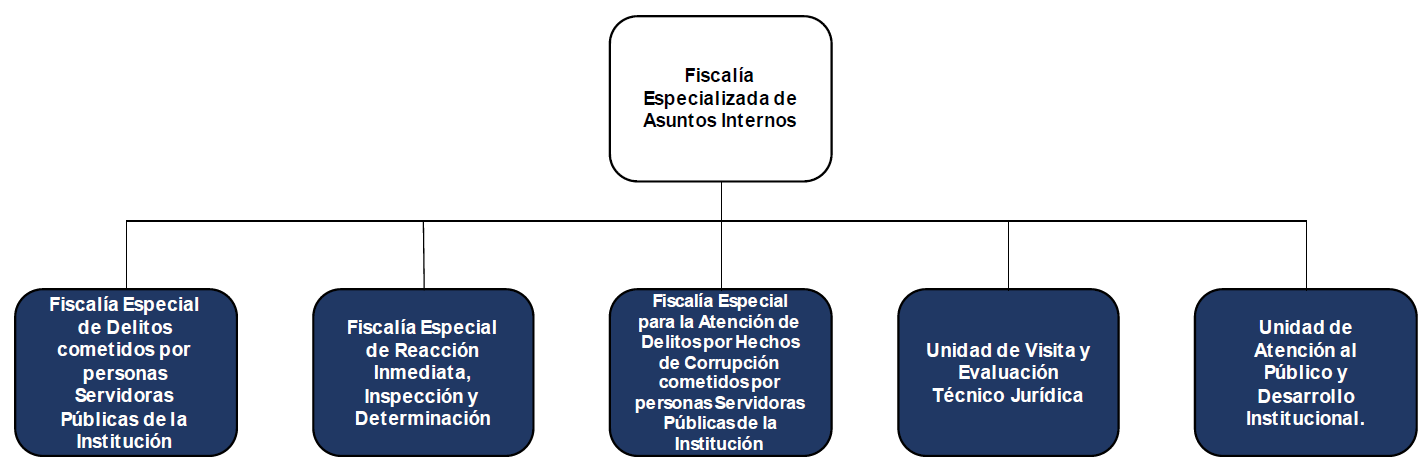 Fiscalía
Especializada de
Asuntos Internos
Fiscalía Especial
de Delitos
cometidos por
personas
Servidoras
Públicas de la
Institución
Fiscalía Especial
de Reacción
Inmediata,
Inspección y
Determinación
Fiscalía Especial
para la Atención de
Delitos por Hechos
de Corrupción
cometidos por
personas Servidoras
Públicas de la
Institución
Unidad de Visita y
Evaluación
Técnico Jurídica
Unidad de
Atención al
Público y
Desarrollo
Institucional.